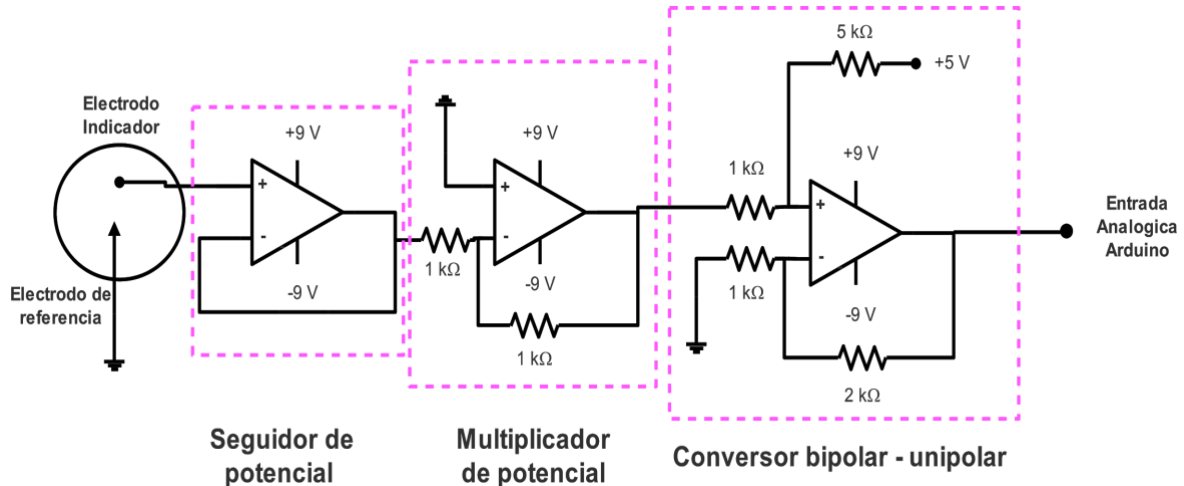 Electrodo
Indicador
Electrodo de
referencia
+9 V
+
-
-9 V
Seguidor de
potencial
1 kΩ
+9 V
+
-
-9 V
1 kΩ
Multiplicador
de potencial
5 kΩ
+5 V
1 kΩ
+9 V
+
-
1 kΩ
-9 V
2 kΩ
Conversor bipolar - unipolar
Entrada
Analogica
Arduino